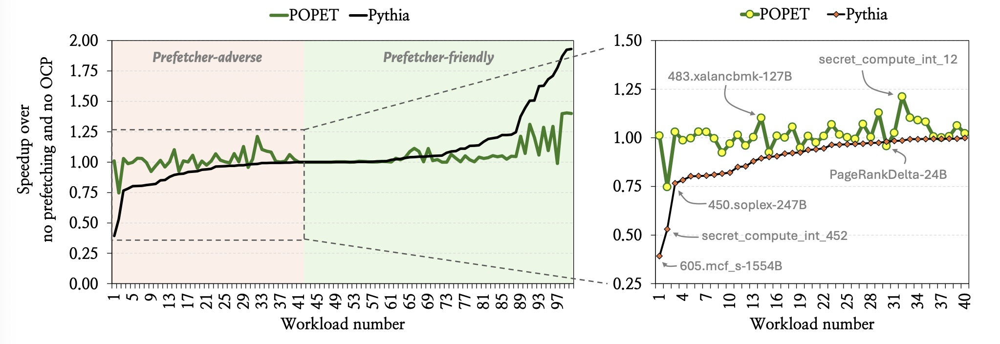 POPET Pythia
Speedup over
no prefetching and no OCP
2.00
1.75
1.50
1.25
1.00
0.75
0.50
0.25
0.00
Prefetcher-adverse Prefetcher-friendly
1 5 9 13 17 21 25 29 33 37 41 45 49 53 57 61 65 69 73 77 81 85 89 93 97
Workload number
POPET Pythia
1.50
1.25
1.00
0.75
0.50
0.25
secret_compute_int_12
483.xalancbmk-127B
PageRankDelta-24B
450.soplex-247B
secret_compute_int_452
605.mcf_s-1554B
1 4 7 10 13 16 19 22 25 28 31 34 37 40
Workload number